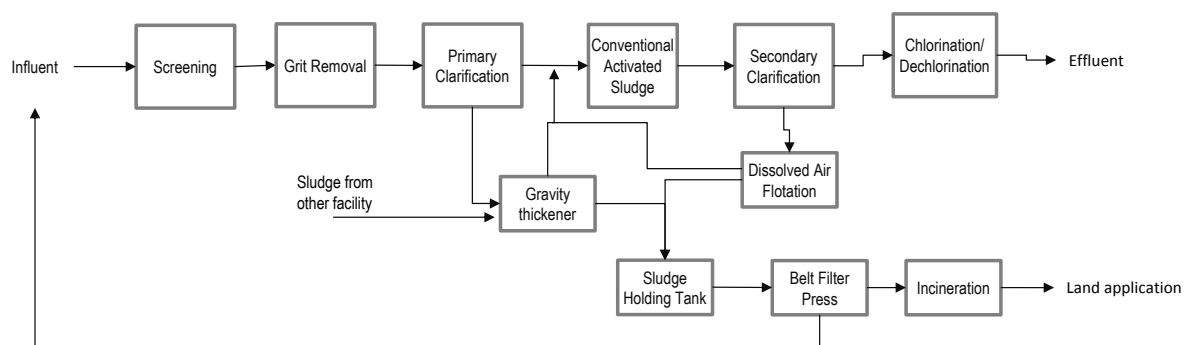 Influent
Screening
Grit Removal
Primary
Clarification
Conventional
Activated
Sludge
Secondary
Clarification
Chlorination/
Dechlorination
Effluent
Sludge from
other facility
Gravity
thickener
Dissolved Air
Flotation
Sludge
Holding Tank
Belt Filter
Press
Incineration
Land application